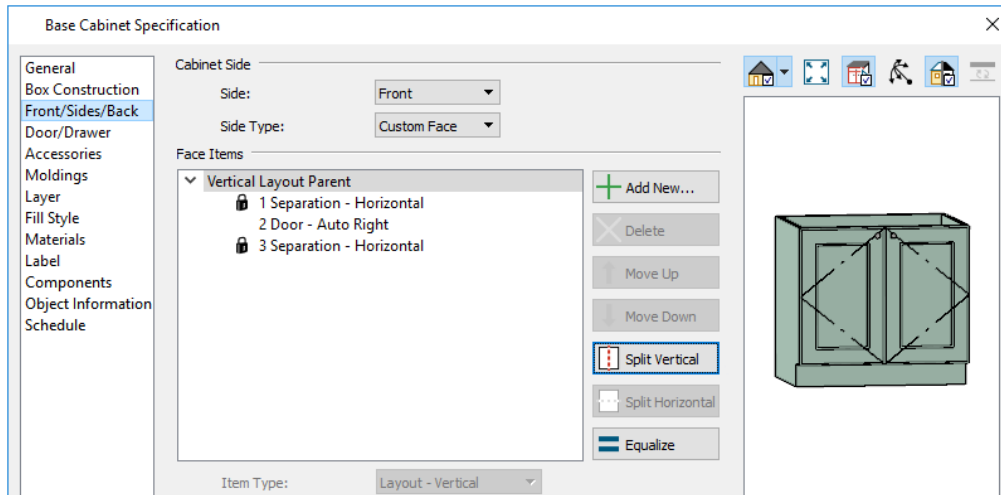 Base Cabinet Specification
General
Box Construction
Front/Sides/Back
Door/Drawer
Accessories
Moldings
Layer
Fill Style
Materials
Label
Components
Object Information
Schedule
Cabinet Side
Side: Front
Side Type: Custom Face
Face Items
Vertical Layout Parent
1 Separation - Horizontal
2 Door - Auto Right
3 Separation - Horizontal
Add New...
Delete
Move Up
Move Down
Split Vertical
Split Horizontal
Equalize
Item Type: Layout - Vertical